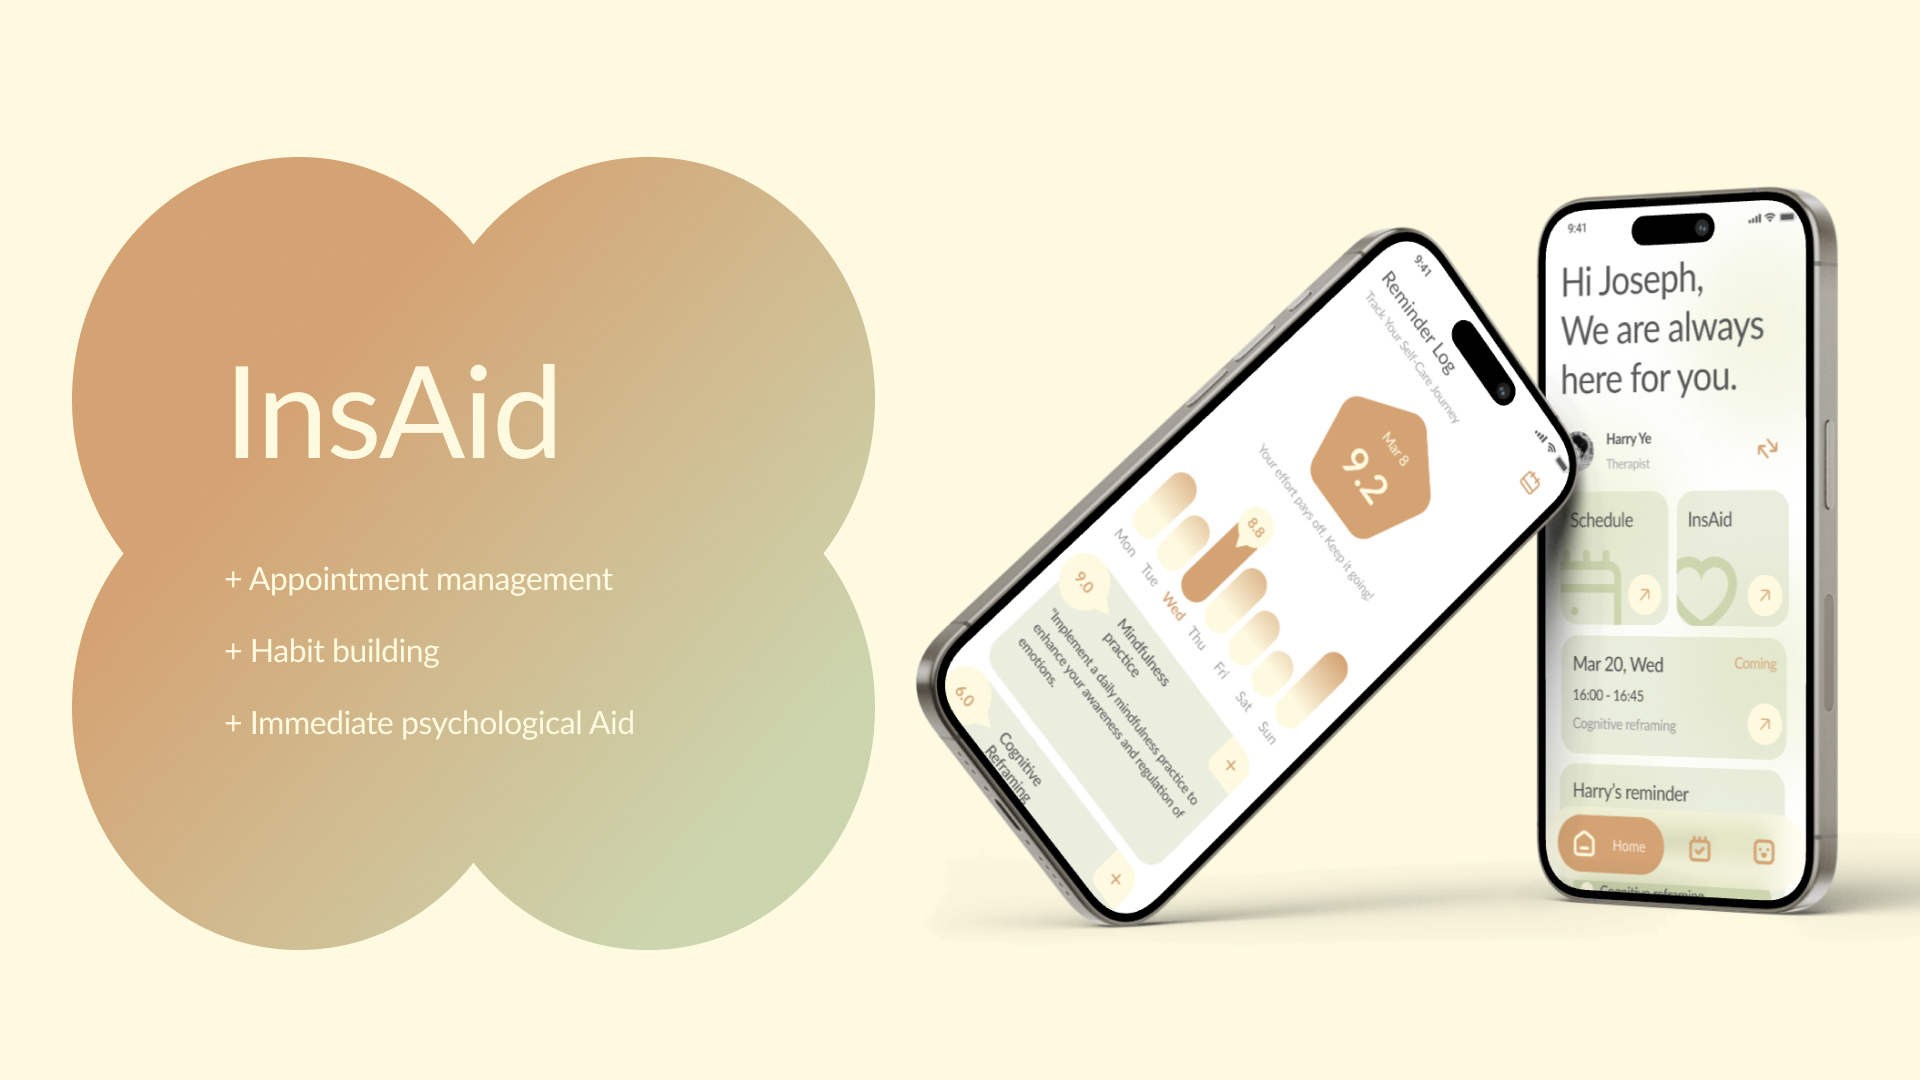 InsAid
+ Appointment management
+ Habit building
+ Immediate psychological Aid
9:41
Reminder Log
Track Your Self-Care Journey
Mar 8
9.2
Your effort pays off. Keep it going!
8.8
Mon
Tue
Wed
Thu
Fri
Sat
Sun
9.0
Mindfulness
practice
"Implement a daily mindfulness practice to
enhance your awareness and regulation of
emotions.
6.0
Cognitive
Reframing
9:41
Hi Joseph,
We are always
here for you.
Harry Ye
Therapist
Schedule
InsAid
Mar 20, Wed
Coming
16:00 - 16:45
Cognitive reframing
Harry's reminder
Home
Cognitive reframing